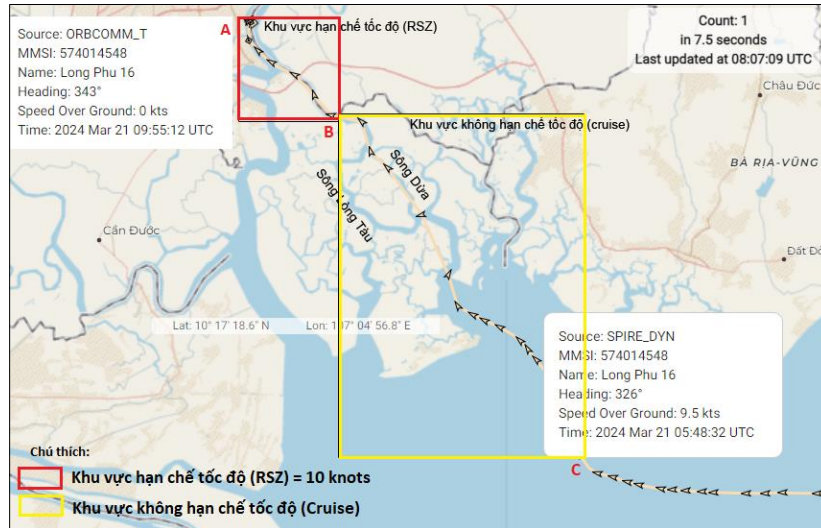 Source: ORBCOMM_T
MMSI: 574014548
Name: Long Phu 16
Heading: 343°
Speed Over Ground: 0 kts
Time: 2024 Mar 21 09:55:12 UTC
A
Khu vực hạn chế tốc độ (RSZ)
Count: 1
in 7.5 seconds
Last updated at 08:07:09 UTC
Châu Đức
B
Khu vực không hạn chế tốc độ (cruise)
BÀ RỊA-VŨNG
Sông Dừa
Sông Lòng Tàu
Cần Đước
Đất Đỏ
Lat: 10° 17' 18.6" N Lon: 107° 04' 56.8" E
Source: SPIRE_DYN
MMSI: 574014548
Name: Long Phu 16
Heading: 326°
Speed Over Ground: 9.5 kts
Time: 2024 Mar 21 05:48:32 UTC
C
Chú thích:
Khu vực hạn chế tốc độ (RSZ) = 10 knots
Khu vực không hạn chế tốc độ (Cruise)